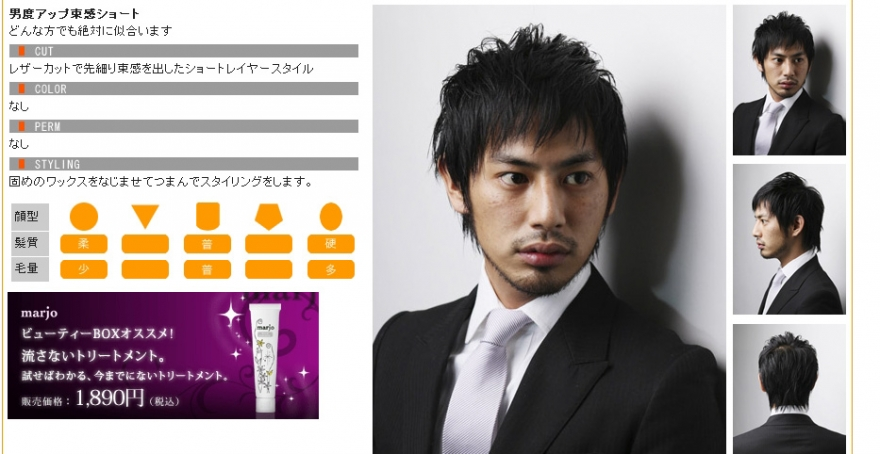 男度アップ束感ショート
どんな方でも絶対に似合います
CUT
レザーカットで先細り束感を出したショートレイヤースタイル
COLOR
なし
PERM
なし
STYLING
固めのワックスをなじませてつまんでスタイリングをします。
顔型
髪質 柔 普 硬
毛量 少 普 多
marjo
ビューティーBOXオススメ!
流さないトリートメント。
試せばわかる、今までにないトリートメント。
販売価格:1,890円(税込)
marjo